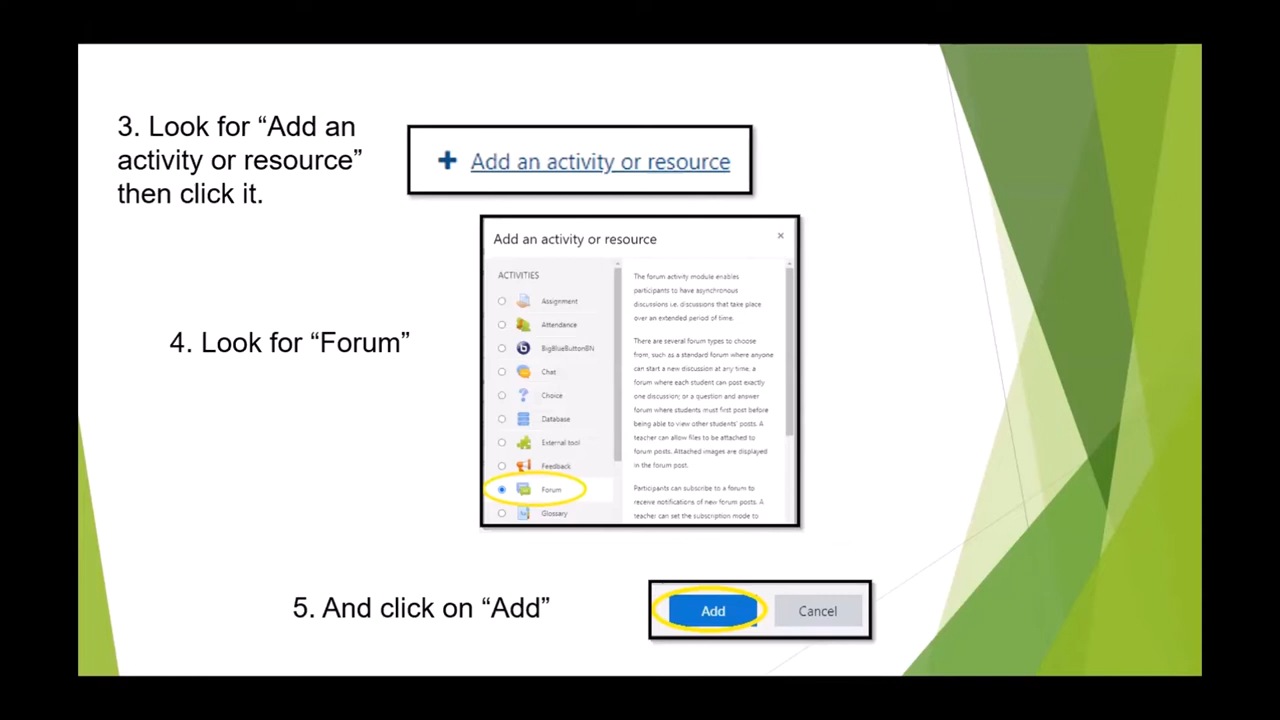 3. Look for “Add an
activity or resource”
then click it.
+ Add an activity or resource
Add an activity or resource ×
ACTIVITIES
Assignment
Attendance
BigBlueButtonBN
Chat
Choice
Database
External tool
Feedback
Forum
Glossary
The forum activity module enables
participants to have asynchronous
discussions i.e. discussions that take place
over an extended period of time.
There are several forum types to choose
from, such as a standard forum where anyone
can start a new discussion at any time; a
forum where each student can post exactly
one discussion; or a question and answer
forum where students must first post before
being able to view other students' posts. A
teacher can allow files to be attached to
forum posts. Attached images are displayed
in the forum post.
Participants can subscribe to a forum to
receive notifications of new forum posts. A
teacher can set the subscription mode to
4. Look for “Forum”
5. And click on “Add”
Add
Cancel